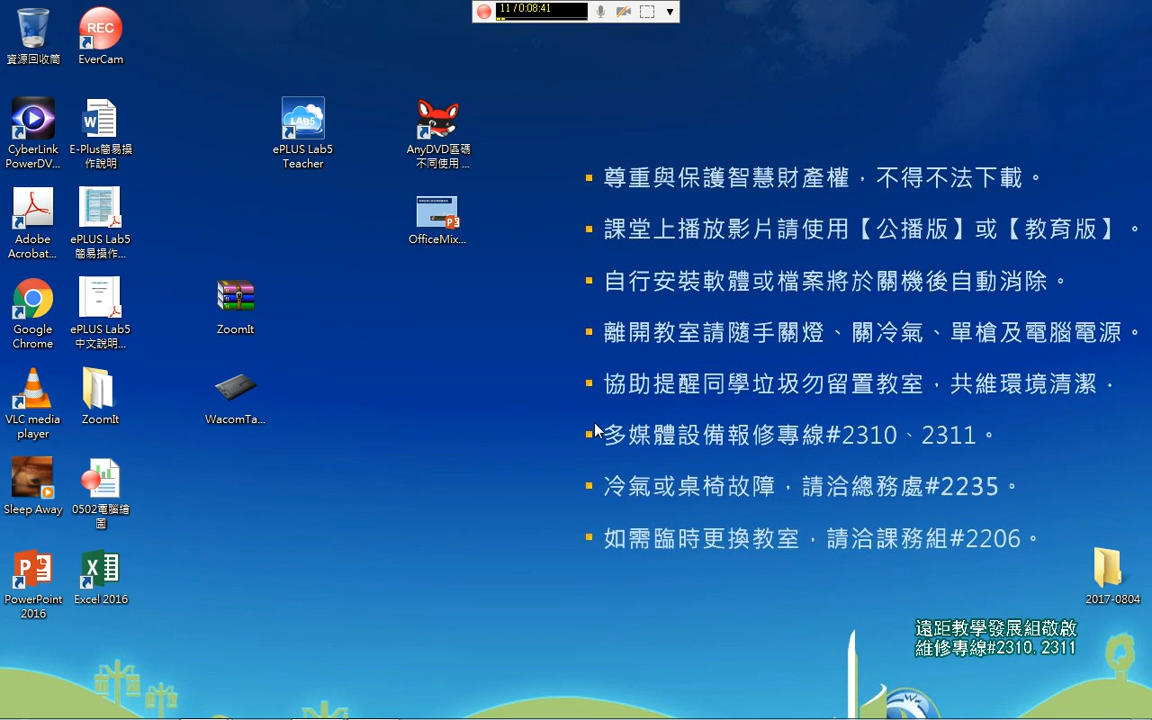 11 / 0:08:41
資源回收筒
EverCam
CyberLink
PowerDV...
E-Plus簡易操
作說明
LAB5
ePLUS Lab5
Teacher
AnyDVD區碼
不同使用 ...
Adobe
Acrobat...
ePLUS Lab5
簡易操作...
OfficeMix...
Google
Chrome
ePLUS Lab5
中文說明...
ZoomIt
VLC media
player
ZoomIt
WacomTa...
Sleep Away
0502電腦繪
圖
PowerPoint
2016
Excel 2016
REC
尊重與保護智慧財產權，不得不法下載。
課堂上播放影片請使用【公播版】或【教育版】。
自行安裝軟體或檔案將於關機後自動消除。
離開教室請隨手關燈、關冷氣、單槍及電腦電源。
協助提醒同學垃圾勿留置教室，共維環境清潔．
多媒體設備報修專線#2310、2311。
冷氣或桌椅故障，請洽總務處#2235。
如需臨時更換教室，請洽課務組#2206。
2017-0804
遠距教學發展組敬啟
維修專線#2310. 2311